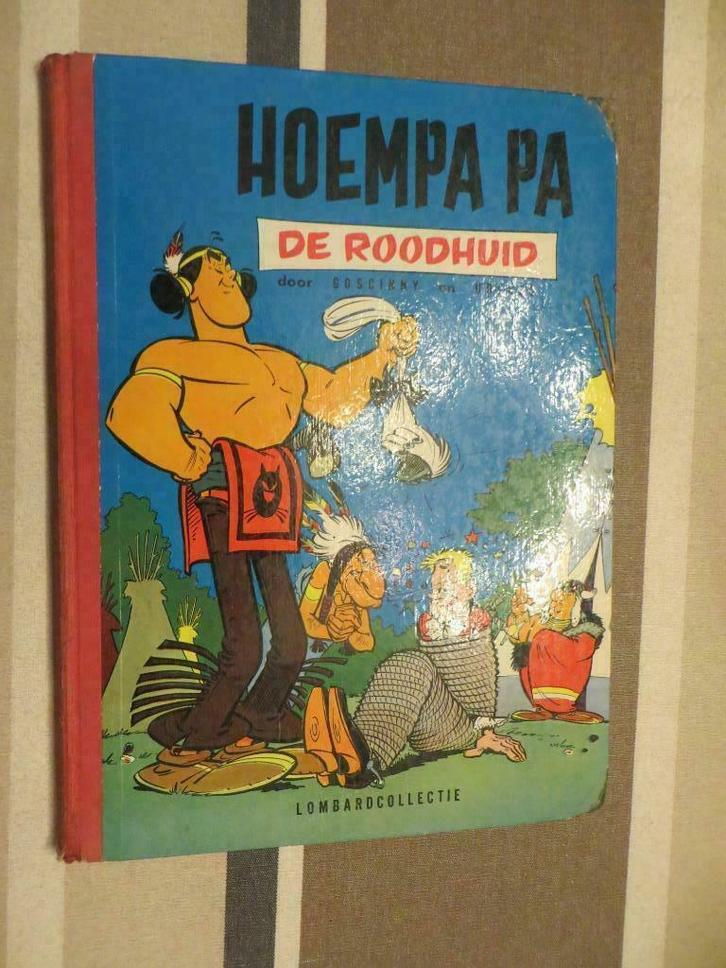 HOEMPA PA
DE ROODHUID
door GOSCINNY en
LOMBARDCOLLECTIE